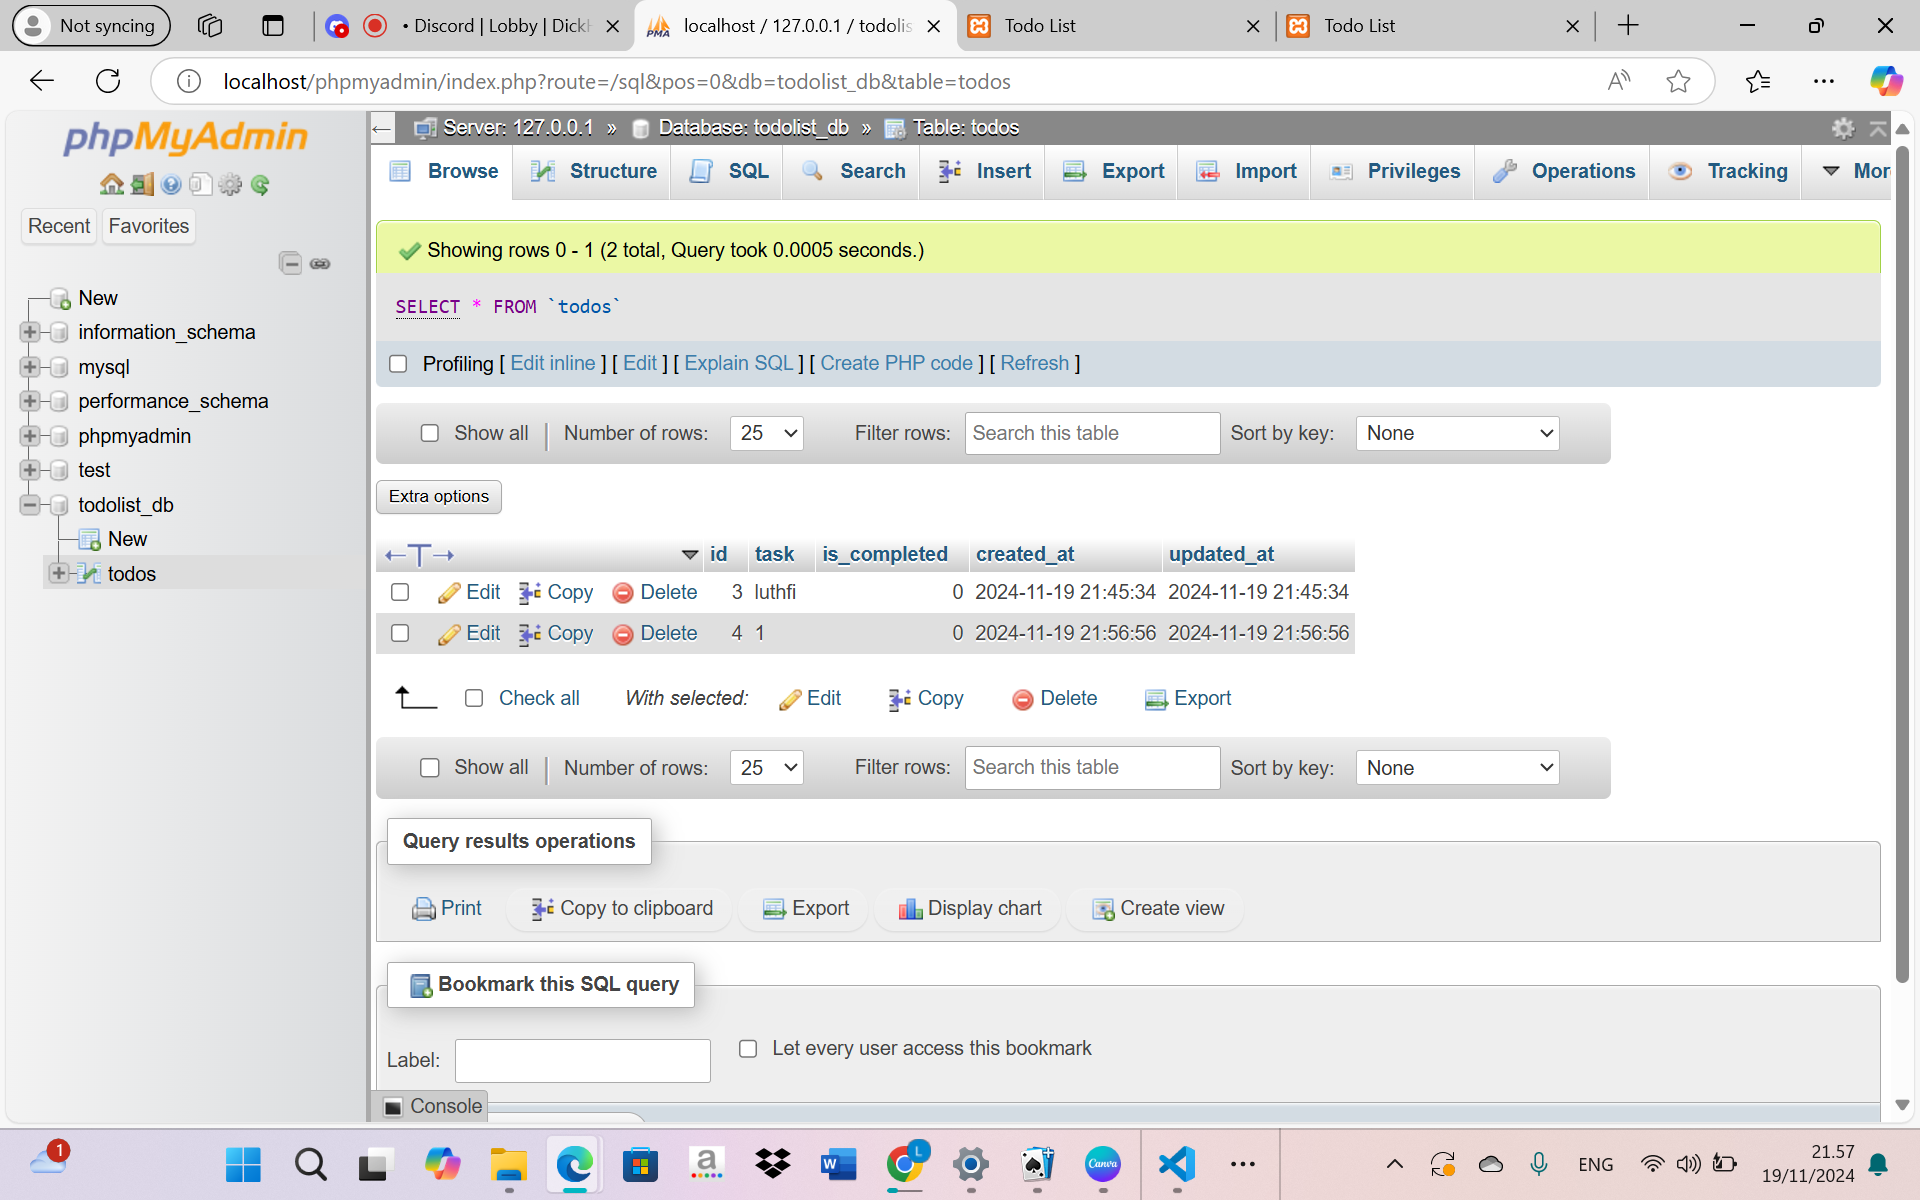 Not syncing
• Discord | Lobby | Dick
localhost / 127.0.0.1 / todolis
Todo List
Todo List
localhost/phpmyadmin/index.php?route=/sql&pos=0&db=todolist_db&table=todos
phpMyAdmin
Recent Favorites
New
information_schema
mysql
performance_schema
phpmyadmin
test
todolist_db
New
todos
Server: 127.0.0.1 » Database: todolist_db » Table: todos
Browse Structure SQL Search Insert Export Import Privileges Operations Tracking Mor
Showing rows 0 - 1 (2 total, Query took 0.0005 seconds.)
SELECT * FROM `todos`
Profiling [ Edit inline ] [ Edit ] [ Explain SQL ] [ Create PHP code ] [ Refresh ]
Show all | Number of rows: 25 Filter rows: Search this table Sort by key: None
Extra options
←T→ id task is_completed created_at updated_at
Edit Copy Delete 3 luthfi 0 2024-11-19 21:45:34 2024-11-19 21:45:34
Edit Copy Delete 4 1 0 2024-11-19 21:56:56 2024-11-19 21:56:56
Check all With selected: Edit Copy Delete Export
Show all | Number of rows: 25 Filter rows: Search this table Sort by key: None
Query results operations
Print Copy to clipboard Export Display chart Create view
Bookmark this SQL query
Label: Let every user access this bookmark
Console
1
a
W
L
Canva
ENG
21.57
19/11/2024